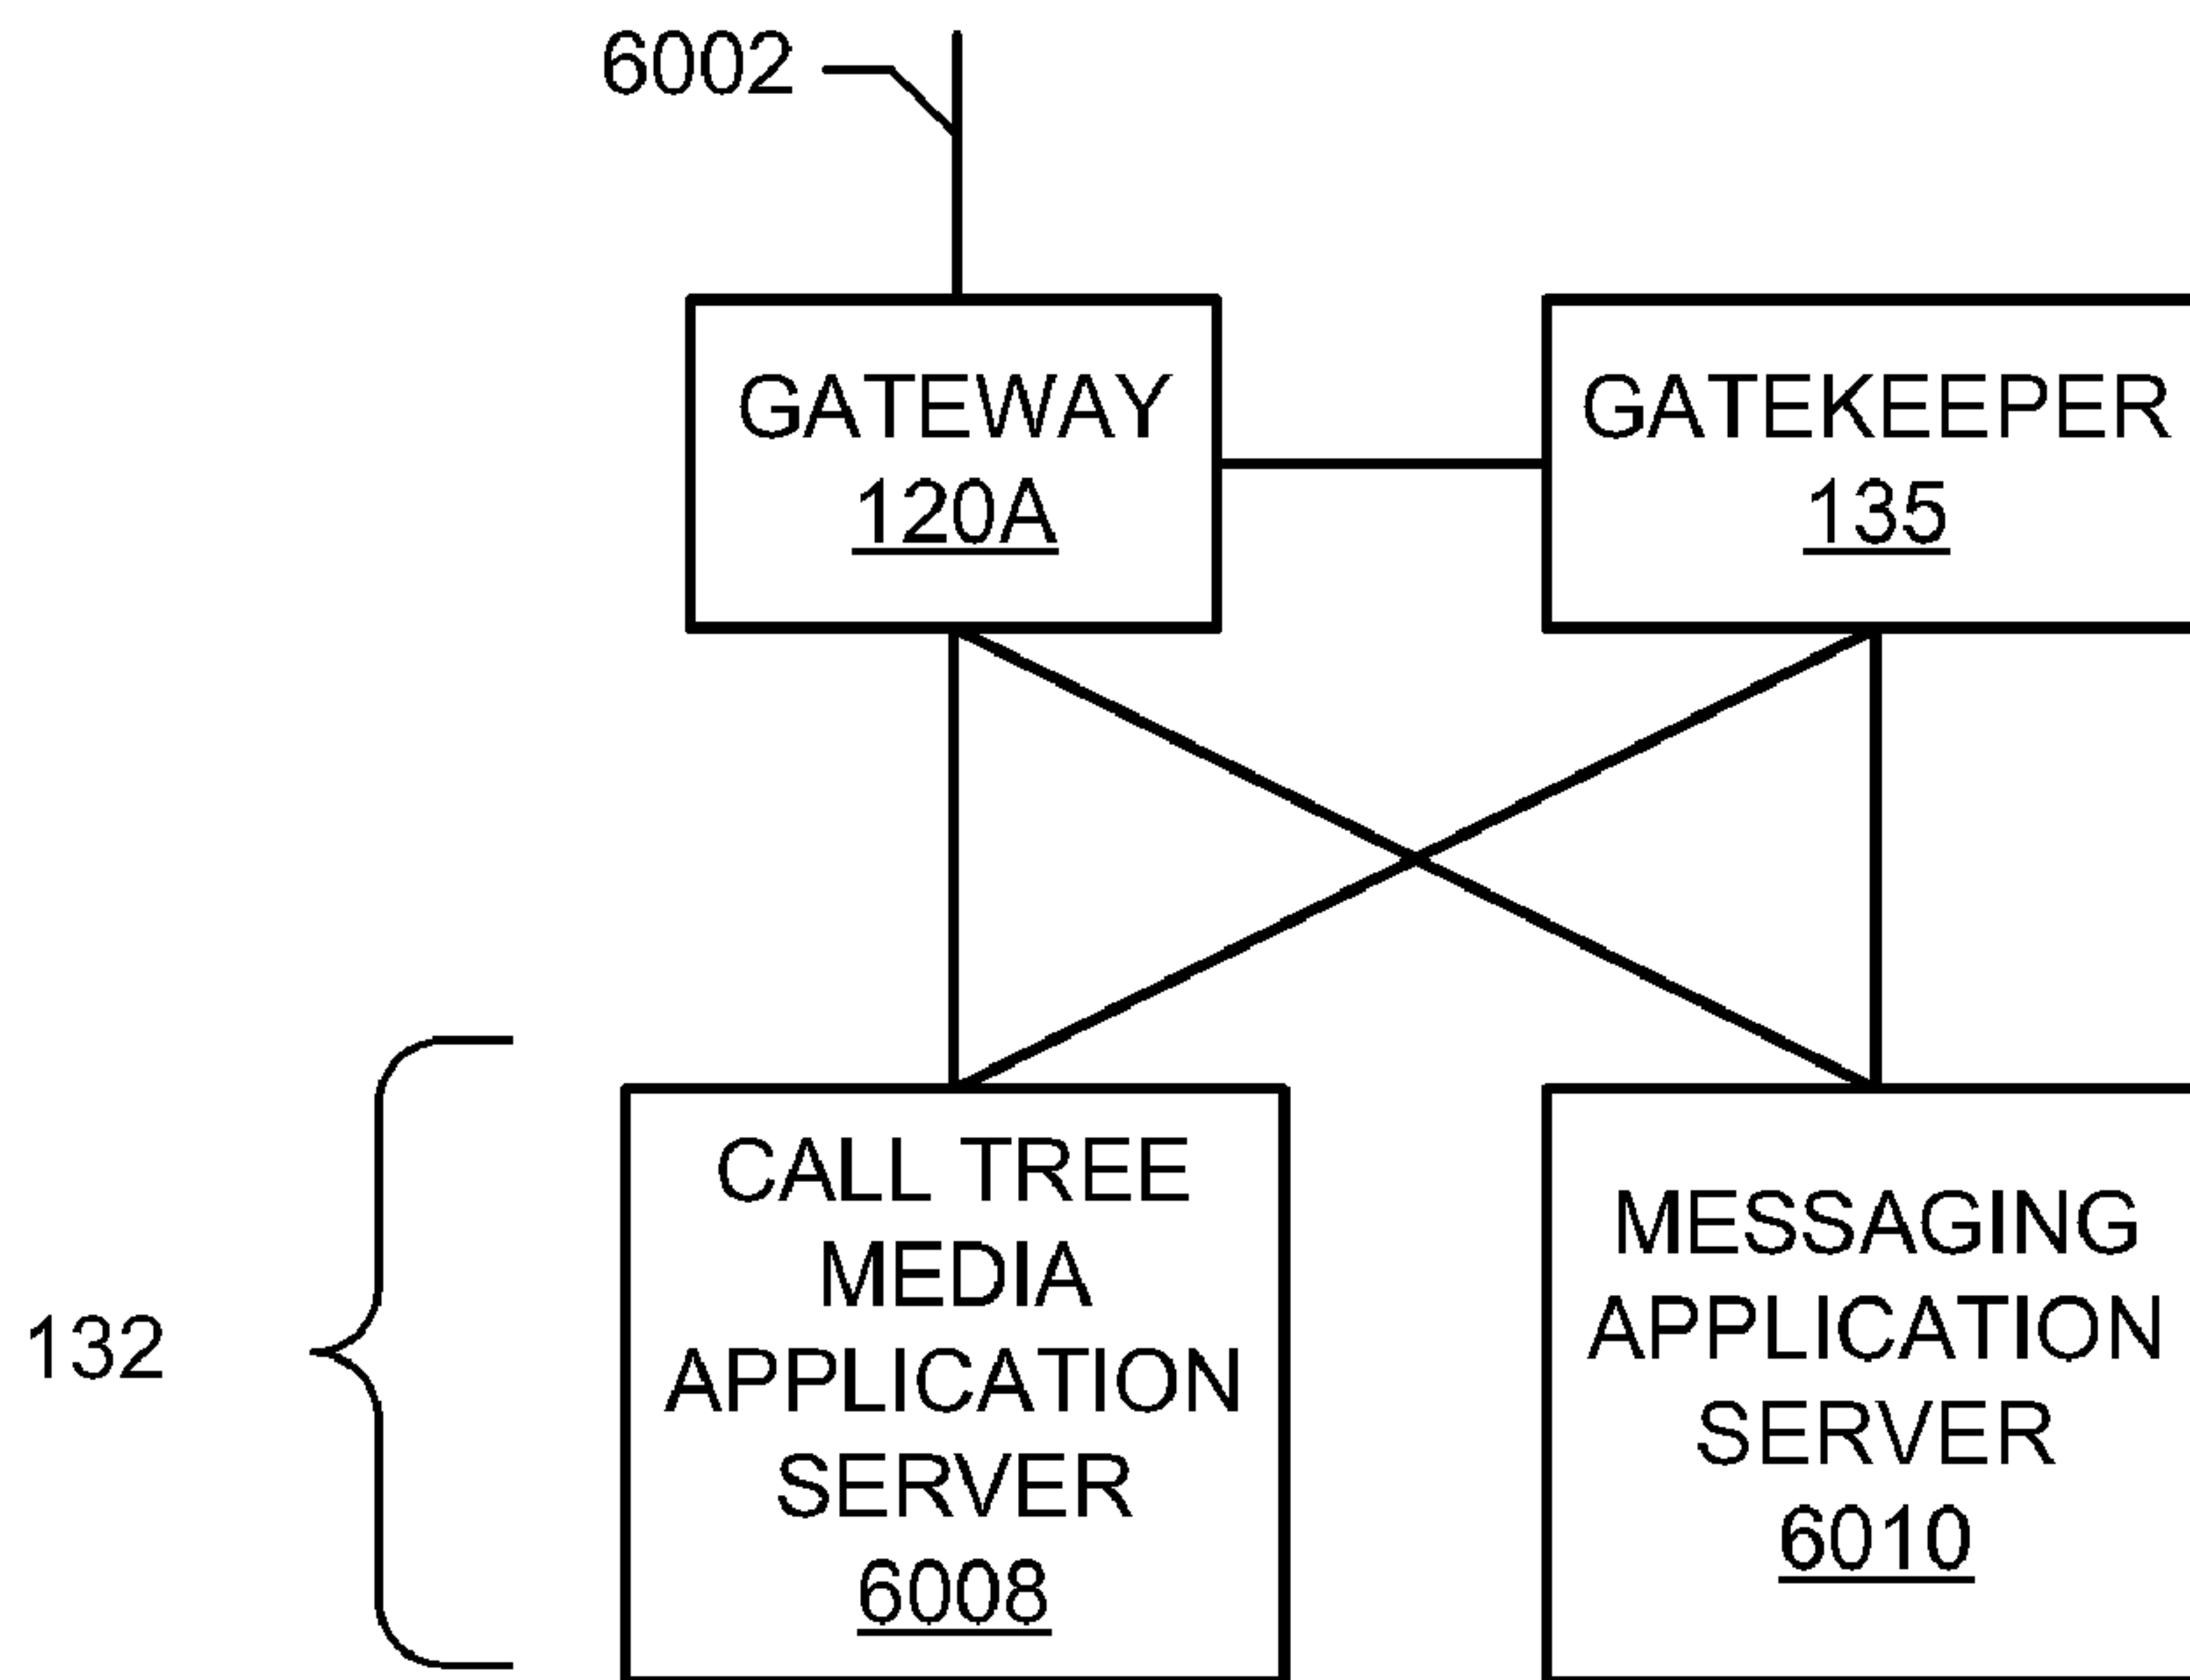 6002
GATEWAY
120A
GATEKEEPER
135
132
CALL TREE
MEDIA
APPLICATION
SERVER
6008
MESSAGING
APPLICATION
SERVER
6010